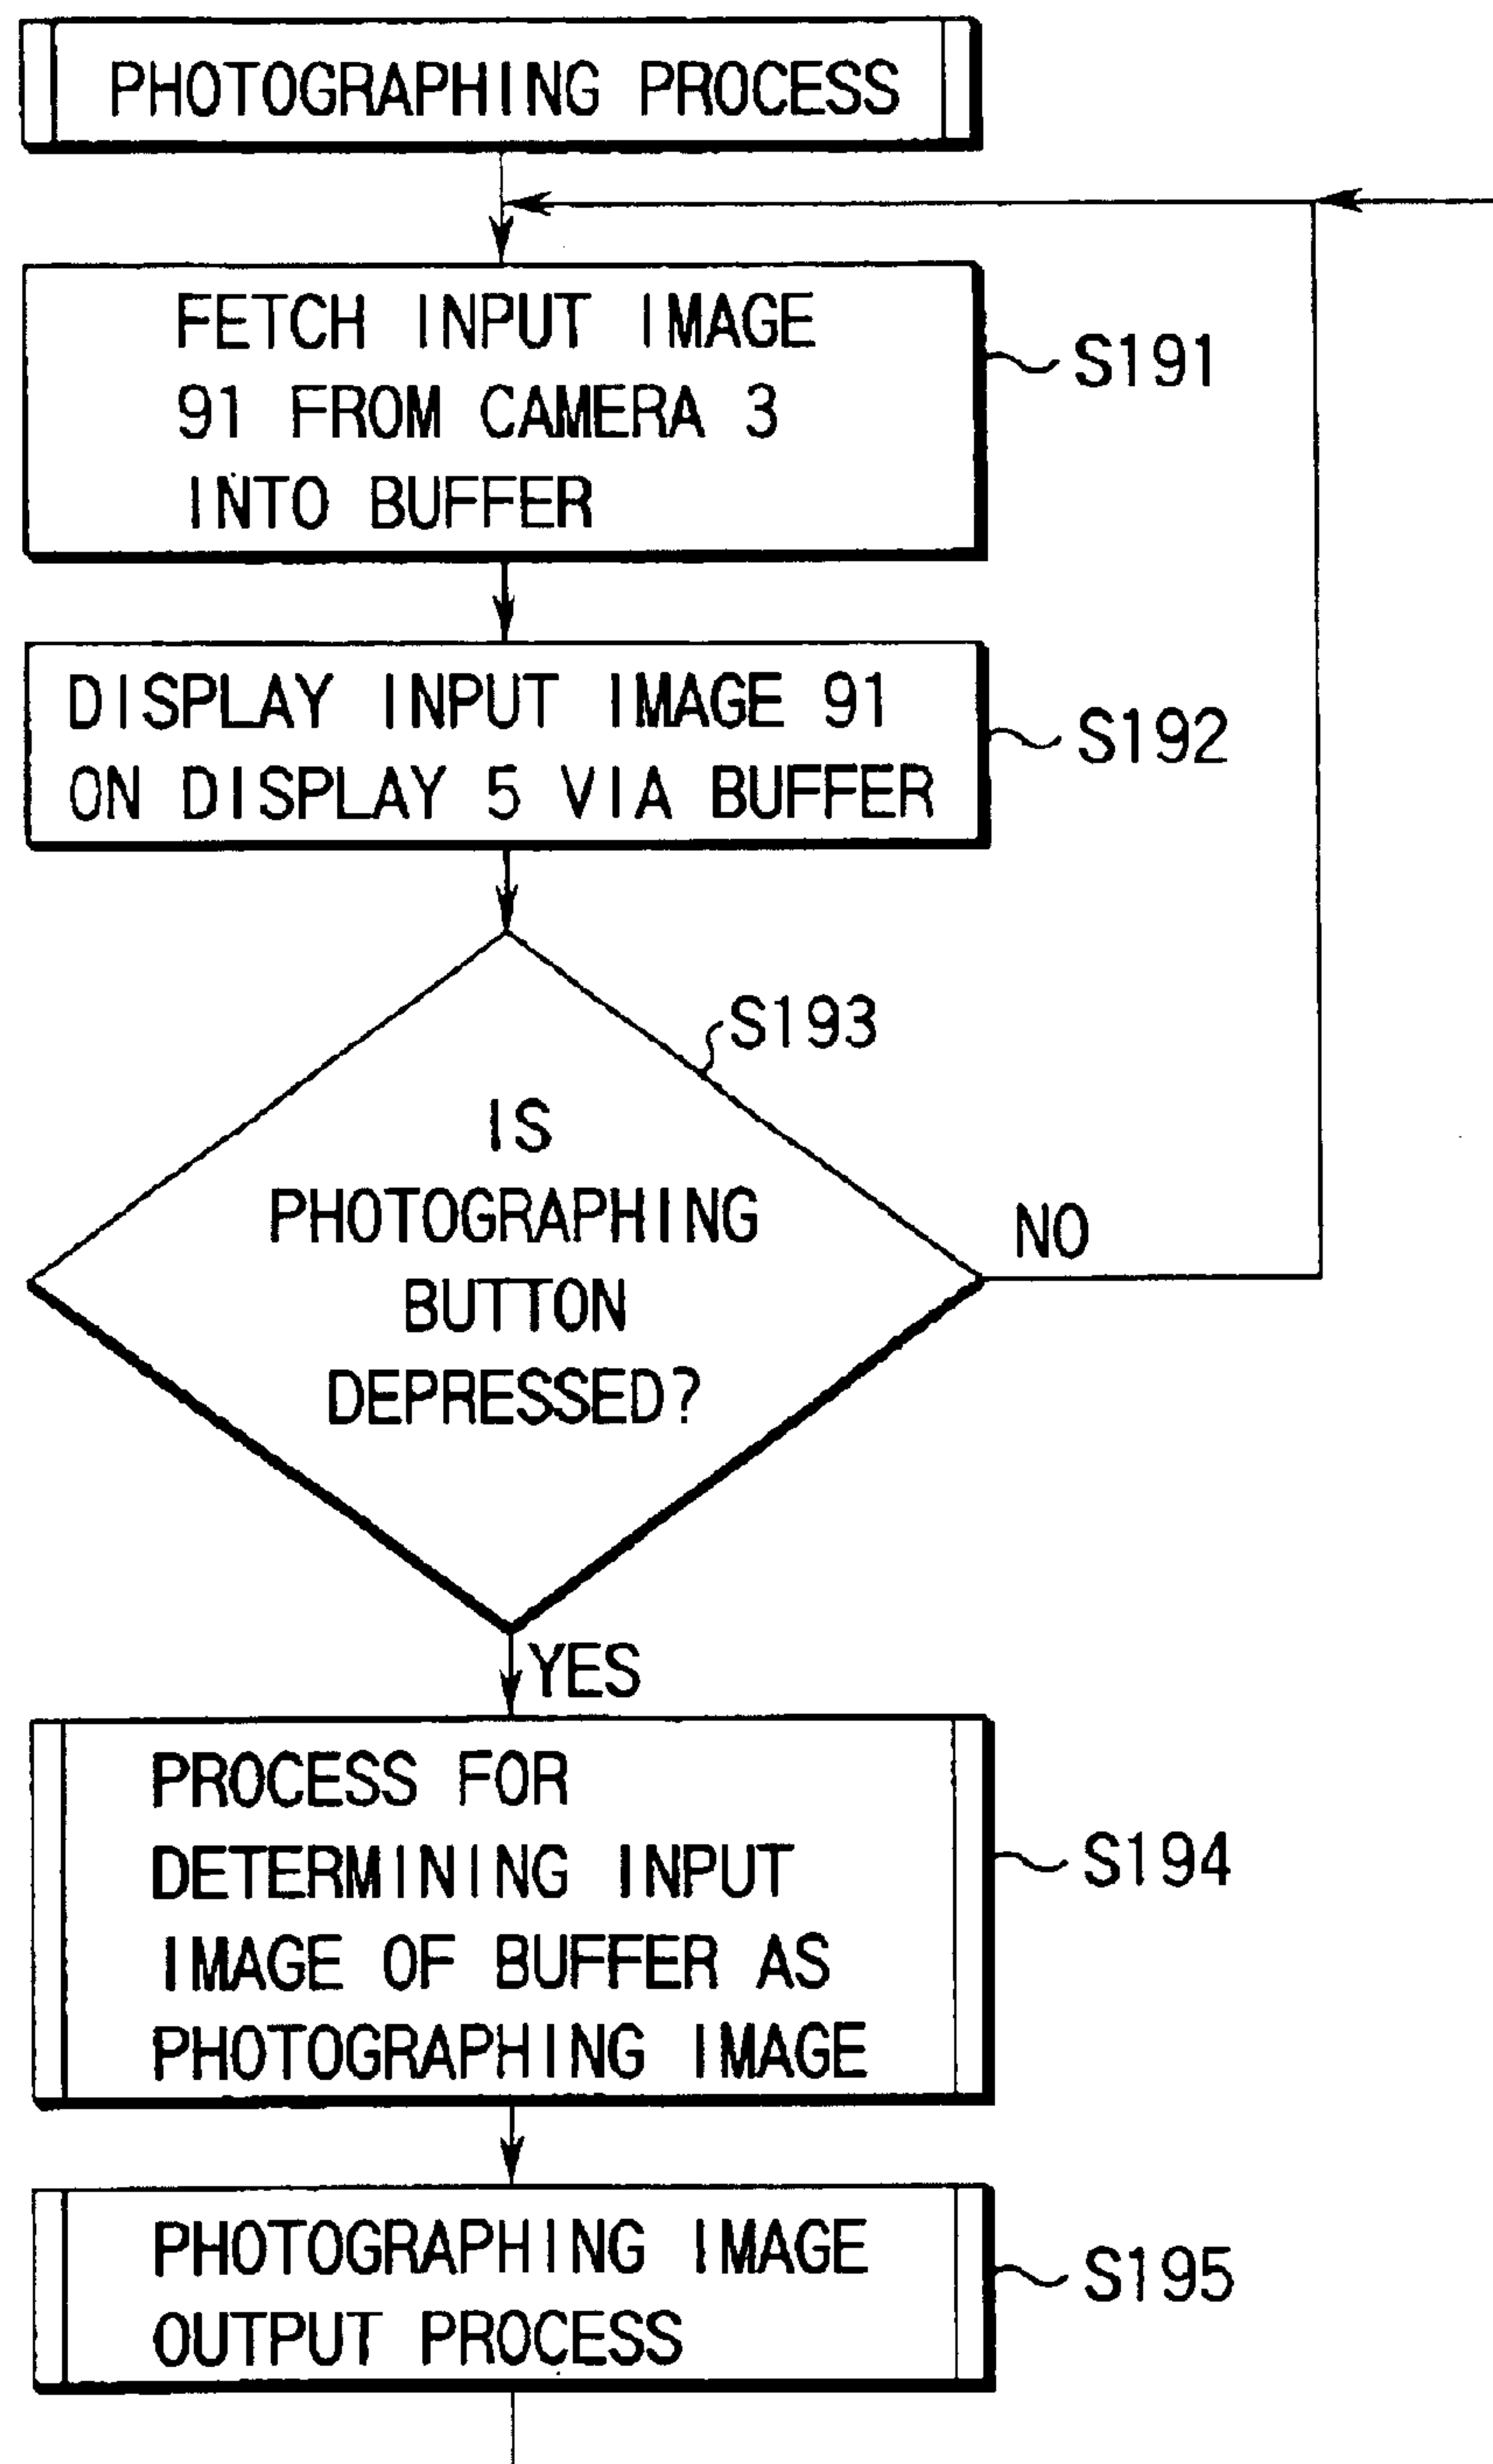 PHOTOGRAPHING PROCESS
FETCH INPUT IMAGE
91 FROM CAMERA 3
INTO BUFFER
S191
DISPLAY INPUT IMAGE 91
ON DISPLAY 5 VIA BUFFER
S192
S193
IS
PHOTOGRAPHING
BUTTON
DEPRESSED?
NO
YES
PROCESS FOR
DETERMINING INPUT
IMAGE OF BUFFER AS
PHOTOGRAPHING IMAGE
S194
PHOTOGRAPHING IMAGE
OUTPUT PROCESS
S195